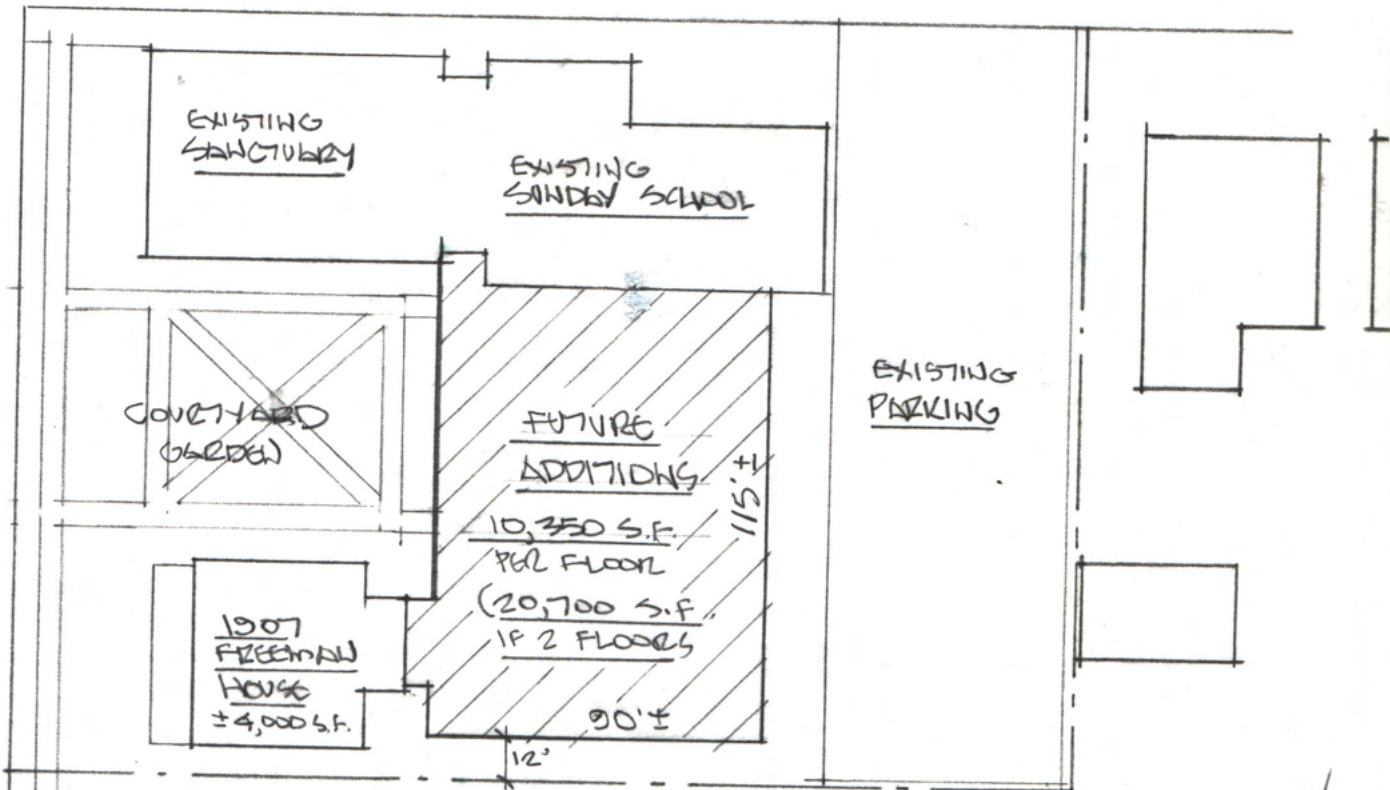 EXISTING
SANCTUARY
EXISTING
SUNDAY SCHOOL
COURTYARD
GARDEN
FUTURE
ADDITIONS
10,350 S.F.
PER FLOOR
(20,700 S.F.
IF 2 FLOORS
115'±
90'±
12'
EXISTING
PARKING
1907
FREEMAN
HOUSE
±4,000 S.F.